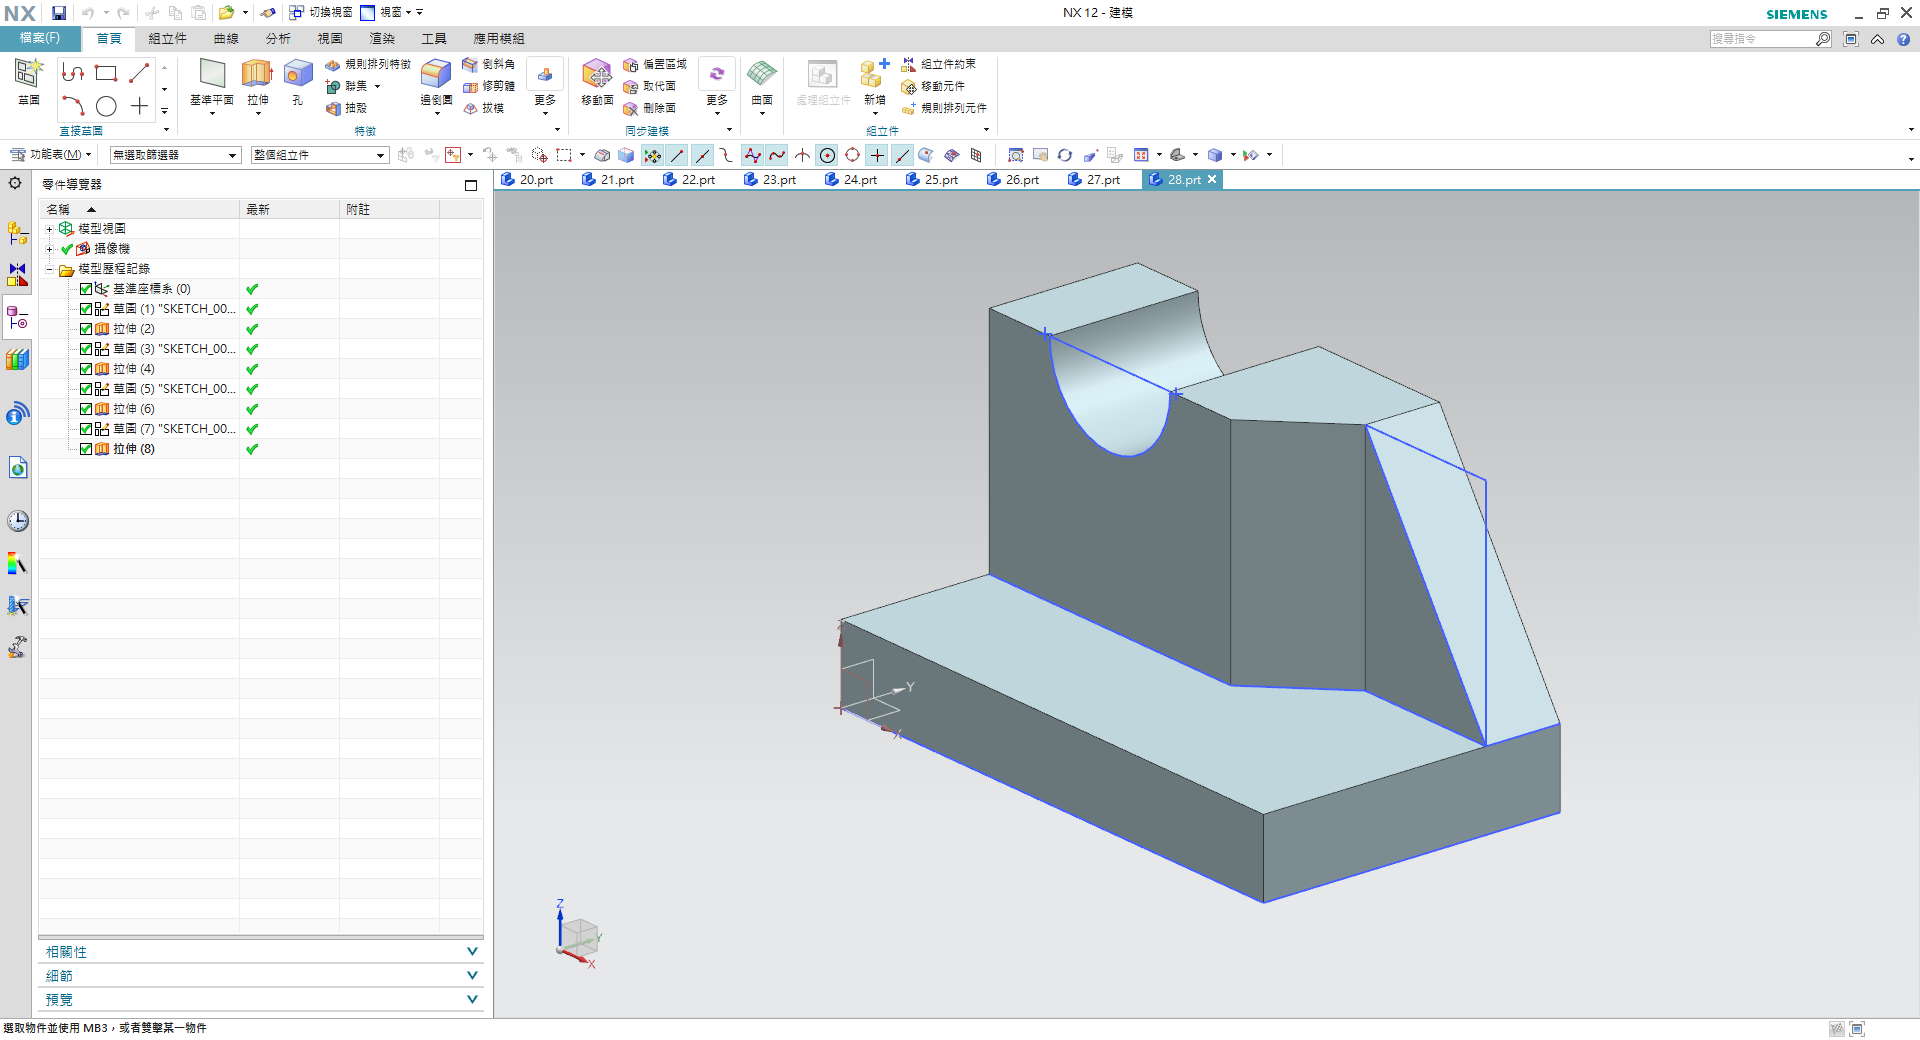 NX
切換視窗
視窗
NX 12 - 建模
SIEMENS
檔案(F)
首頁
組立件
曲線
分析
視圖
渲染
工具
應用模組
搜尋指令
草圖
直接草圖
基準平面
拉伸
孔
規則排列特徵
聯集
抽殼
邊倒圓
倒斜角
修剪體
拔模
更多
特徵
移動面
偏置區域
取代面
刪除面
更多
同步建模
曲面
處理組立件
新增
組立件約束
移動元件
規則排列元件
組立件
功能表(M)
無選取篩選器
整個組立件
零件導覽器
20.prt
21.prt
22.prt
23.prt
24.prt
25.prt
26.prt
27.prt
28.prt
名稱
最新
附註
模型視圖
攝像機
模型歷程記錄
基準座標系 (0)
草圖 (1) "SKETCH_00...
拉伸 (2)
草圖 (3) "SKETCH_00...
拉伸 (4)
草圖 (5) "SKETCH_00...
拉伸 (6)
草圖 (7) "SKETCH_00...
拉伸 (8)
Z
Y
X
Z
Y
X
相關性
細節
預覽
選取物件並使用 MB3，或者雙擊某一物件